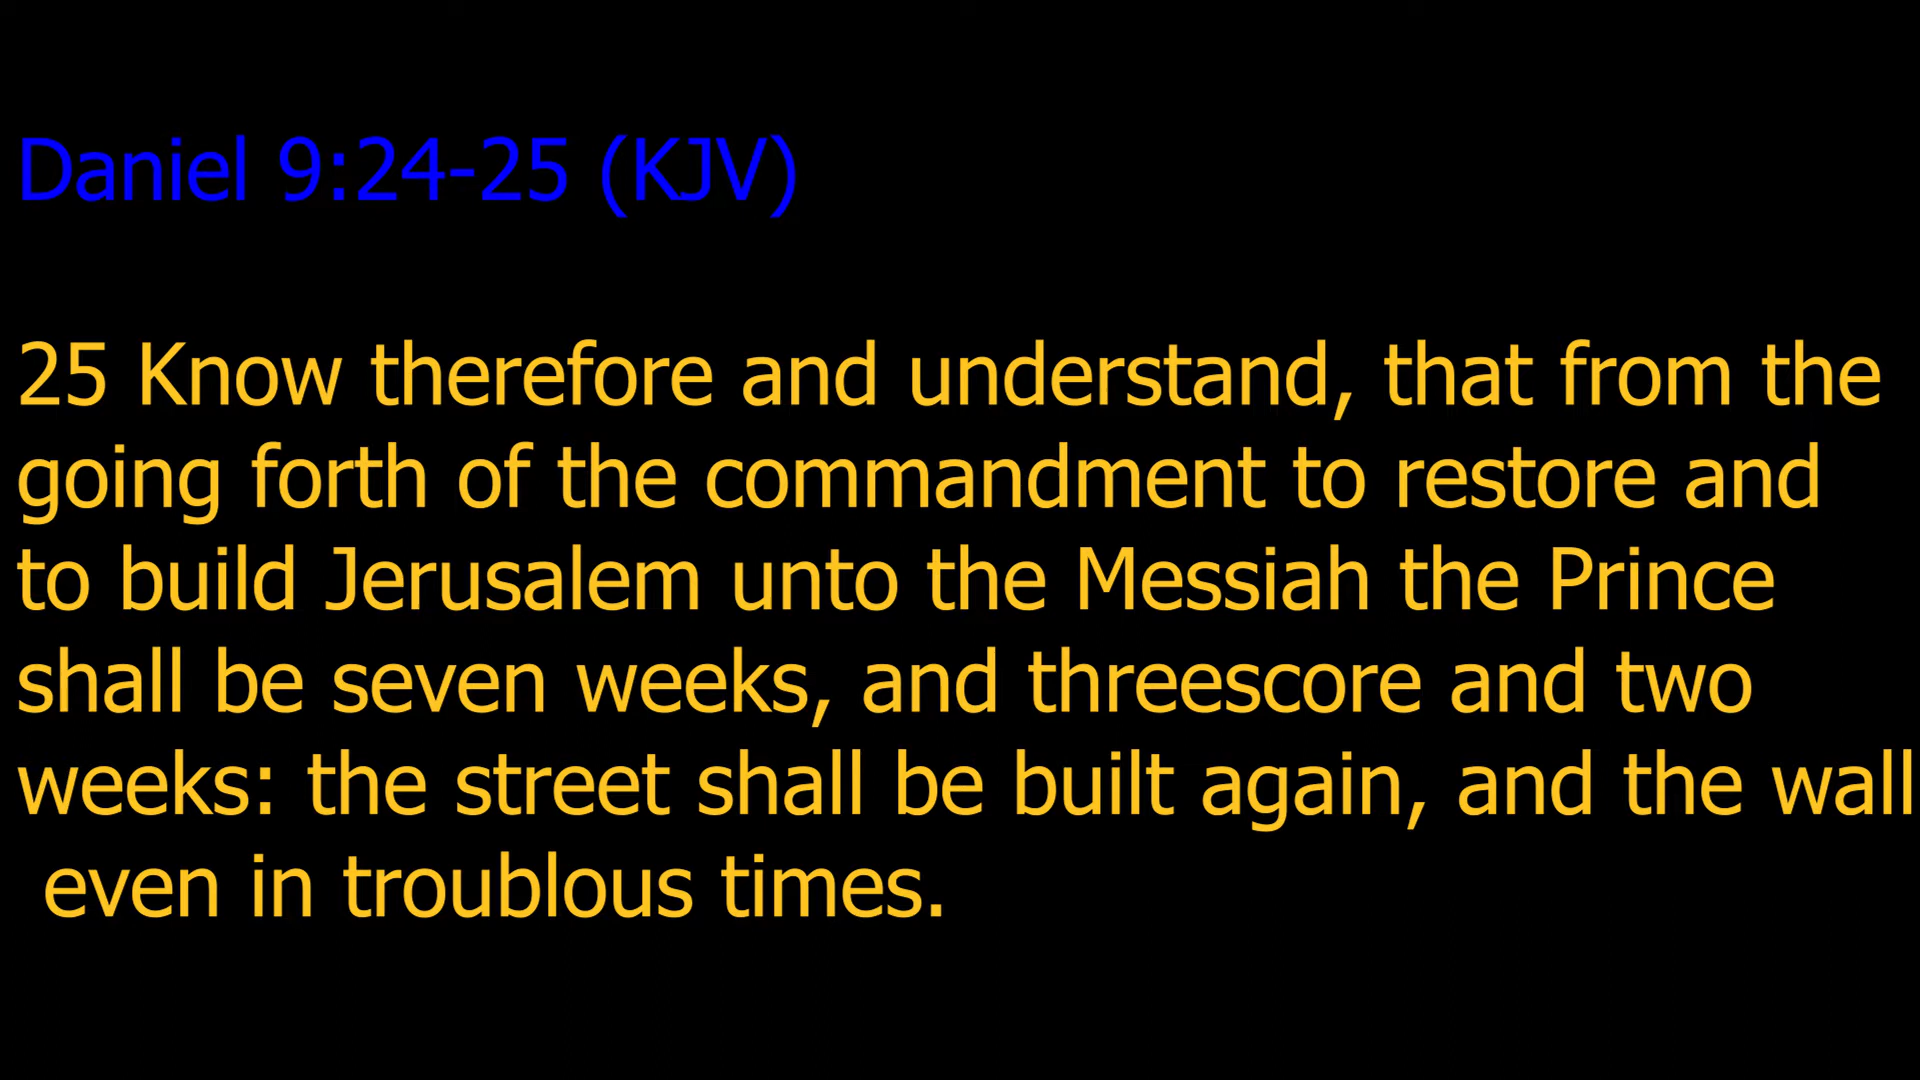 Daniel 9:24-25 (KJV)
25 Know therefore and understand, that from the
going forth of the commandment to restore and
to build Jerusalem unto the Messiah the Prince
shall be seven weeks, and threescore and two
weeks: the street shall be built again, and the wall
even in troublous times.